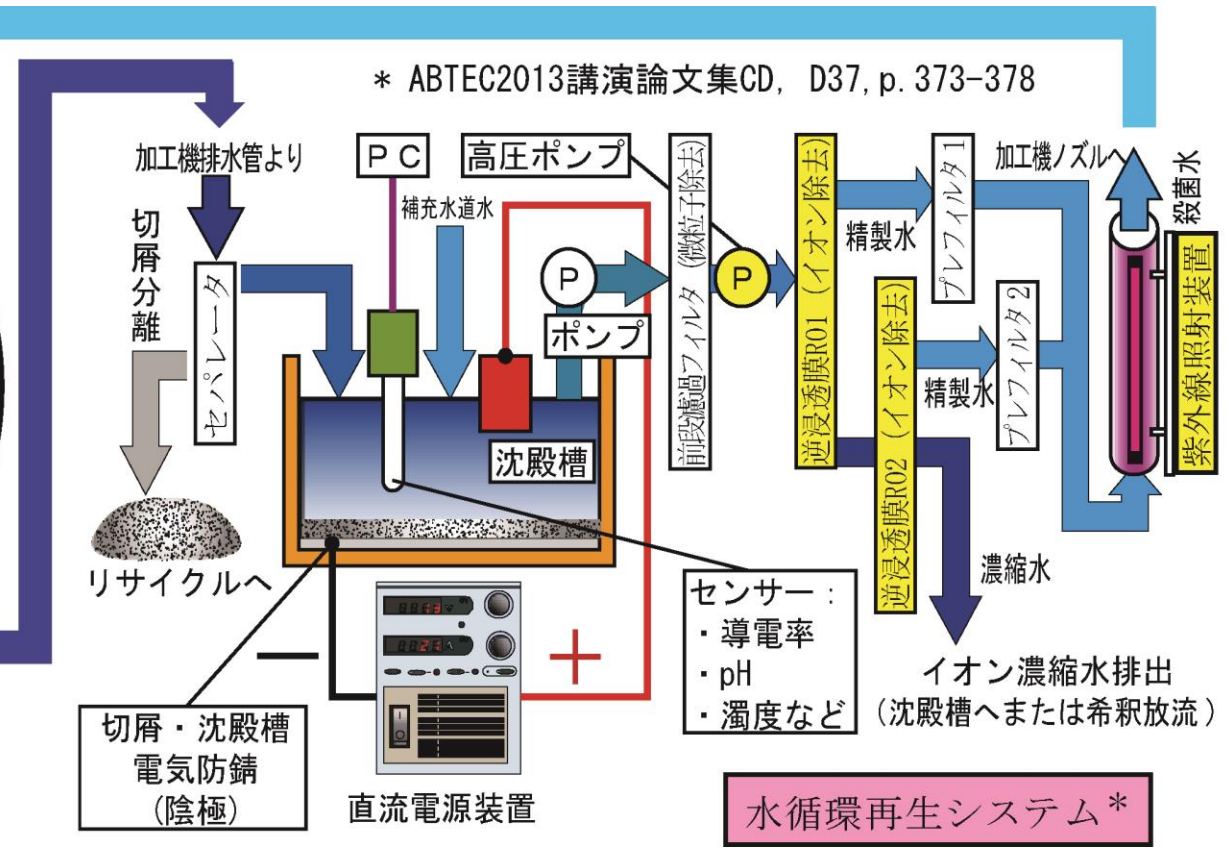 * ABTEC2013講演論文集CD, D37, p. 373-378
加工機排水管より
PC
高圧ポンプ
補充水道水
切屑分離
セパレータ
P
ポンプ
前段濾過フィルタ (微粒子除去)
P
逆浸透膜RO1 (イオン除去)
精製水
プレフィルタ1
加工機ノズルへ
殺菌水
紫外線照射装置
逆浸透膜RO2 (イオン除去)
精製水
プレフィルタ2
沈殿槽
リサイクルへ
濃縮水
センサー:
・導電率
・pH
・濁度など
イオン濃縮水排出
(沈殿槽へまたは希釈放流)
−
+
切屑・沈殿槽
電気防錆
(陰極)
直流電源装置
水循環再生システム*